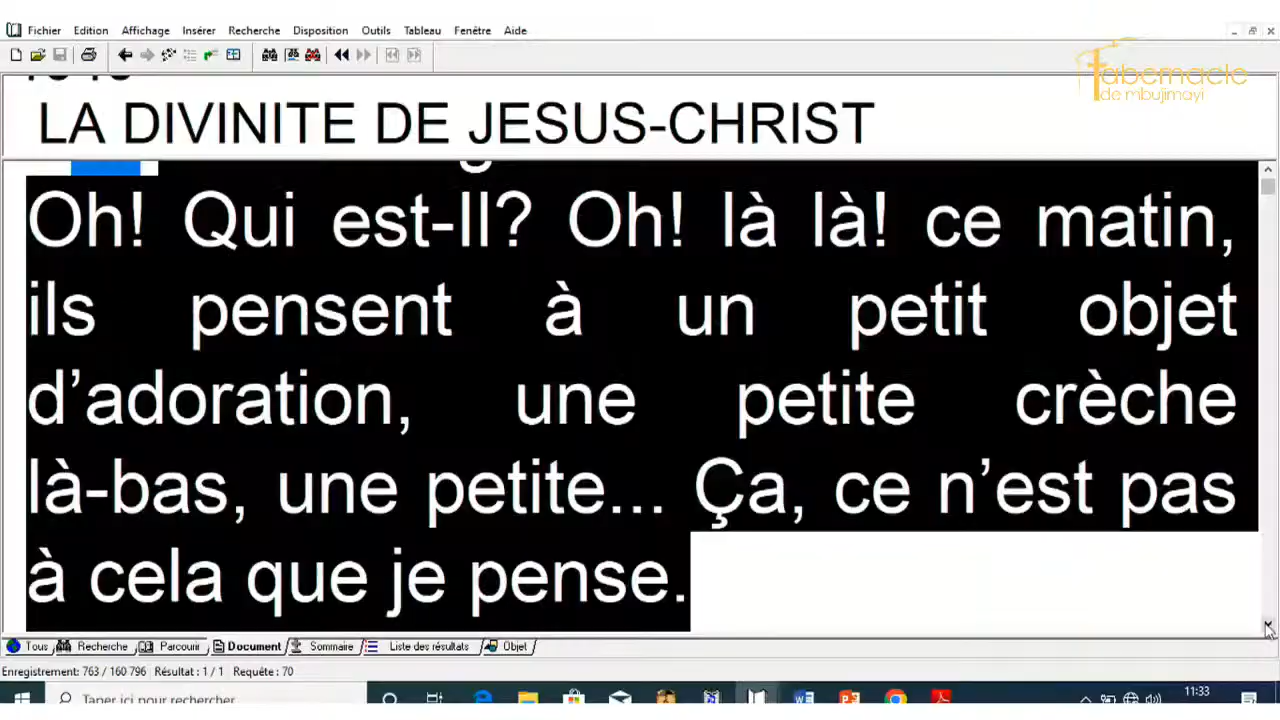 Fichier Edition Affichage Insérer Recherche Disposition Outils Tableau Fenêtre Aide
Tabernacle
de mbujimayi
LA DIVINITE DE JESUS-CHRIST
Oh! Qui est-Il? Oh! là là! ce matin,
ils pensent à un petit objet
d’adoration, une petite crèche
là-bas, une petite... Ça, ce n’est pas
à cela que je pense.
Tous Recherche Parcourir Document Sommaire Liste des résultats Objet
Enregistrement: 763 / 160 796 Résultat : 1 / 1 Requête : 70
Taper ici pour rechercher 11:33